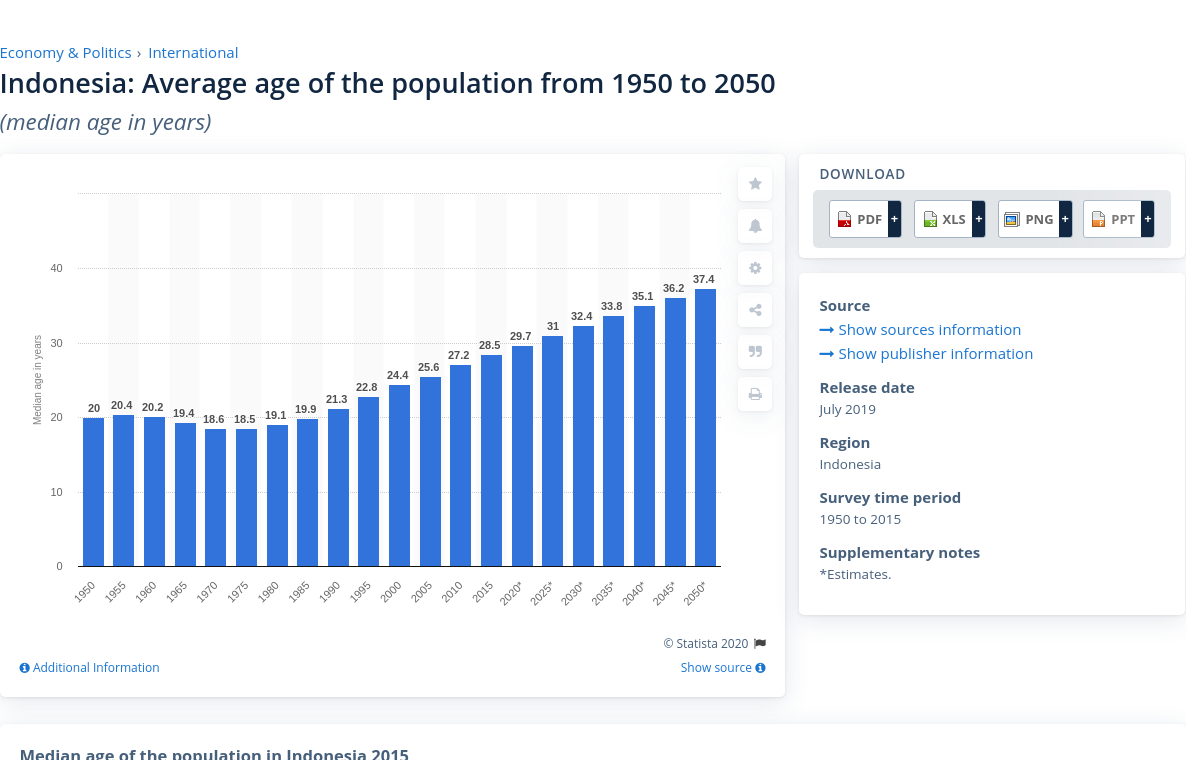 Economy & Politics › International
Indonesia: Average age of the population from 1950 to 2050
(median age in years)
Median age in years
40
30
20
10
0
20
20.4
20.2
19.4
18.6
18.5
19.1
19.9
21.3
22.8
24.4
25.6
27.2
28.5
29.7
31
32.4
33.8
35.1
36.2
37.4
1950
1955
1960
1965
1970
1975
1980
1985
1990
1995
2000
2005
2010
2015
2020*
2025*
2030*
2035*
2040*
2045*
2050*
© Statista 2020
Additional Information
Show source
DOWNLOAD
PDF + XLS + PNG + PPT +
Source
Show sources information
Show publisher information
Release date
July 2019
Region
Indonesia
Survey time period
1950 to 2015
Supplementary notes
*Estimates.
Median age of the population in Indonesia 2015